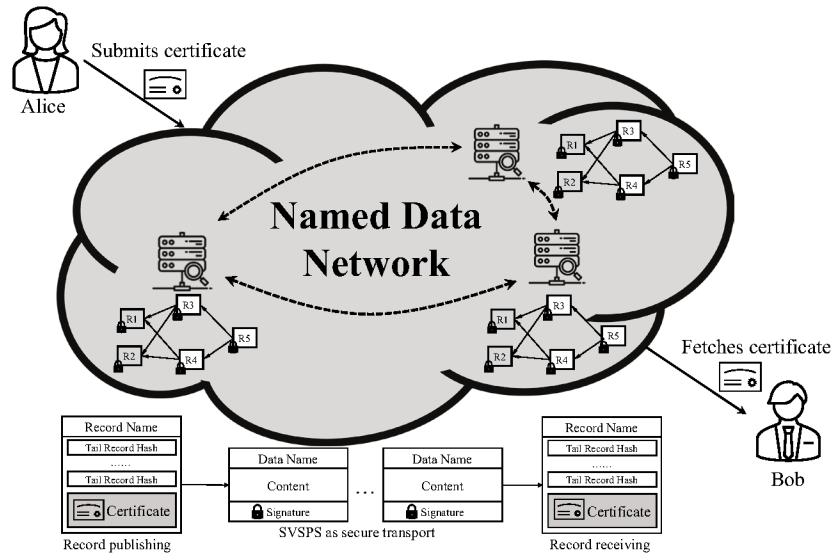 Submits certificate
Alice
R1
R3
R5
R2
R4
Named Data
Network
R1
R3
R5
R2
R4
R1
R3
R5
R2
R4
Fetches certificate
Bob
Record Name
Tail Record Hash
......
Tail Record Hash
Certificate
Record publishing
Data Name
Content
Signature
...
Data Name
Content
Signature
SVSPS as secure transport
Record Name
Tail Record Hash
......
Tail Record Hash
Certificate
Record receiving